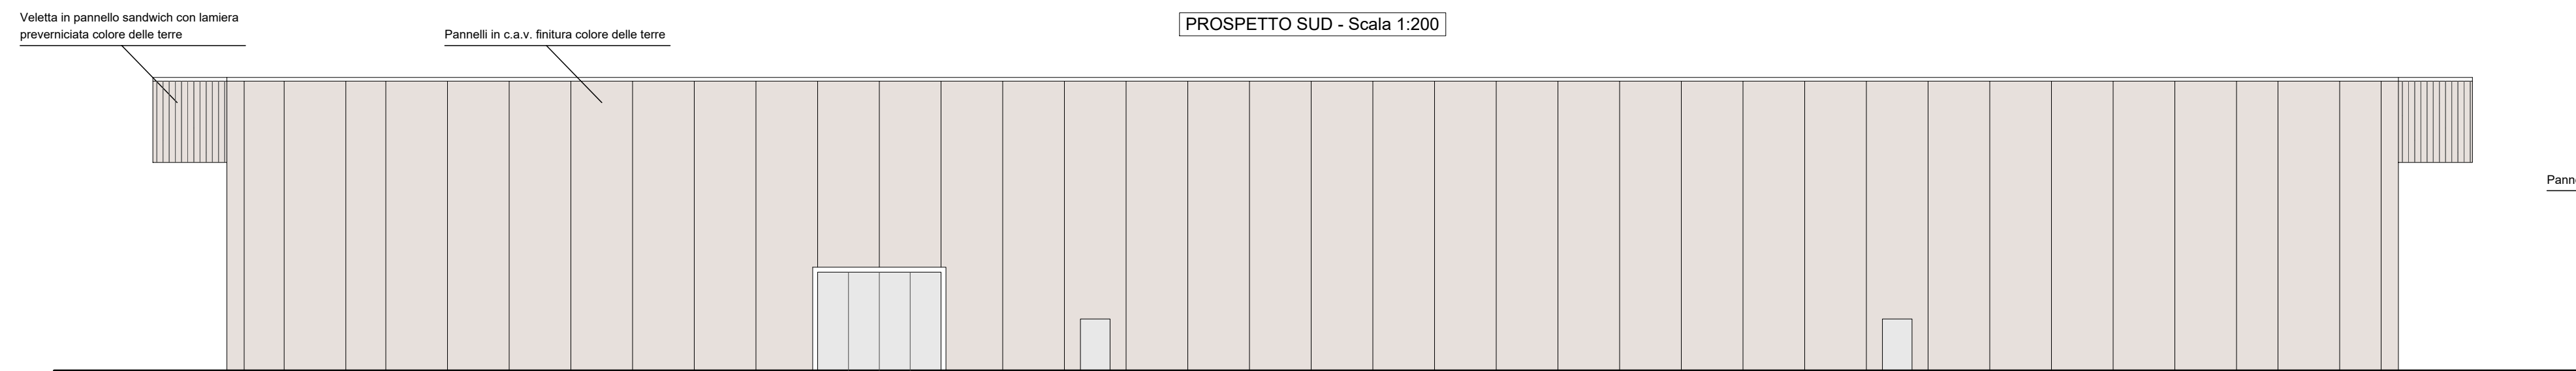 Veletta in pannello sandwich con lamiera
preverniciata colore delle terre
Pannelli in c.a.v. finitura colore delle terre
PROSPETTO SUD - Scala 1:200